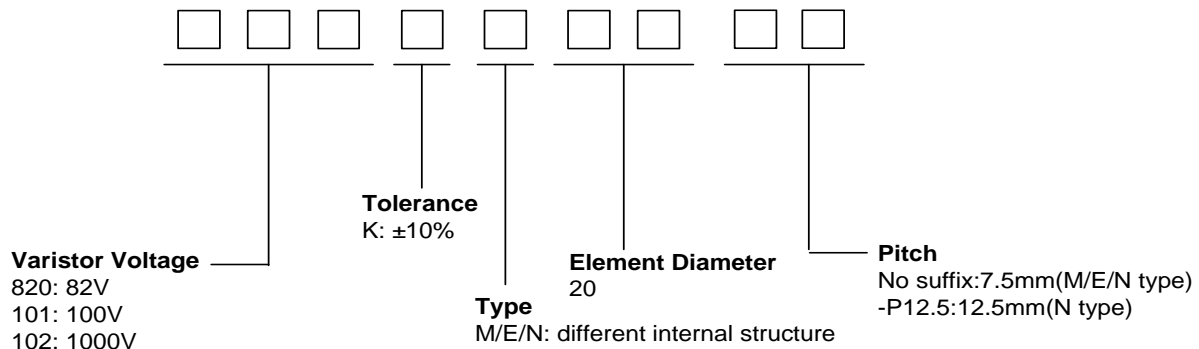 Tolerance
K: ±10%
Varistor Voltage
820: 82V
101: 100V
102: 1000V
Type
M/E/N: different internal structure
Element Diameter
20
Pitch
No suffix:7.5mm(M/E/N type)
-P12.5:12.5mm(N type)